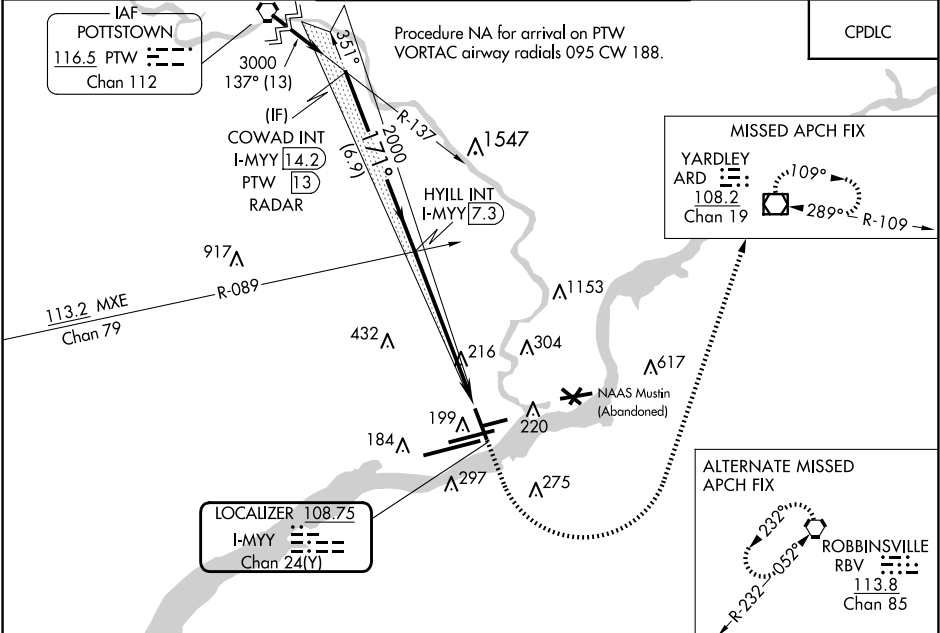 IAF
POTTSTOWN
116.5 PTW
Chan 112
Procedure NA for arrival on PTW
VORTAC airway radials 095 CW 188.
CPDLC
351°
3000
137° (13)
(IF)
COWAD INT
I-MYY 14.2
PTW 13
RADAR
171°
2000
(6.9)
R-137
1547
HYILL INT
I-MYY 7.3
MISSED APCH FIX
YARDLEY
ARD
108.2
Chan 19
109°
289°
R-109
917
R-089
113.2 MXE
Chan 79
1153
432
216
304
617
NAAS Mustin
(Abandoned)
199
220
184
297
275
LOCALIZER 108.75
I-MYY
Chan 24(Y)
ALTERNATE MISSED
APCH FIX
232°
052°
R-232
ROBBINSVILLE
RBV
113.8
Chan 85